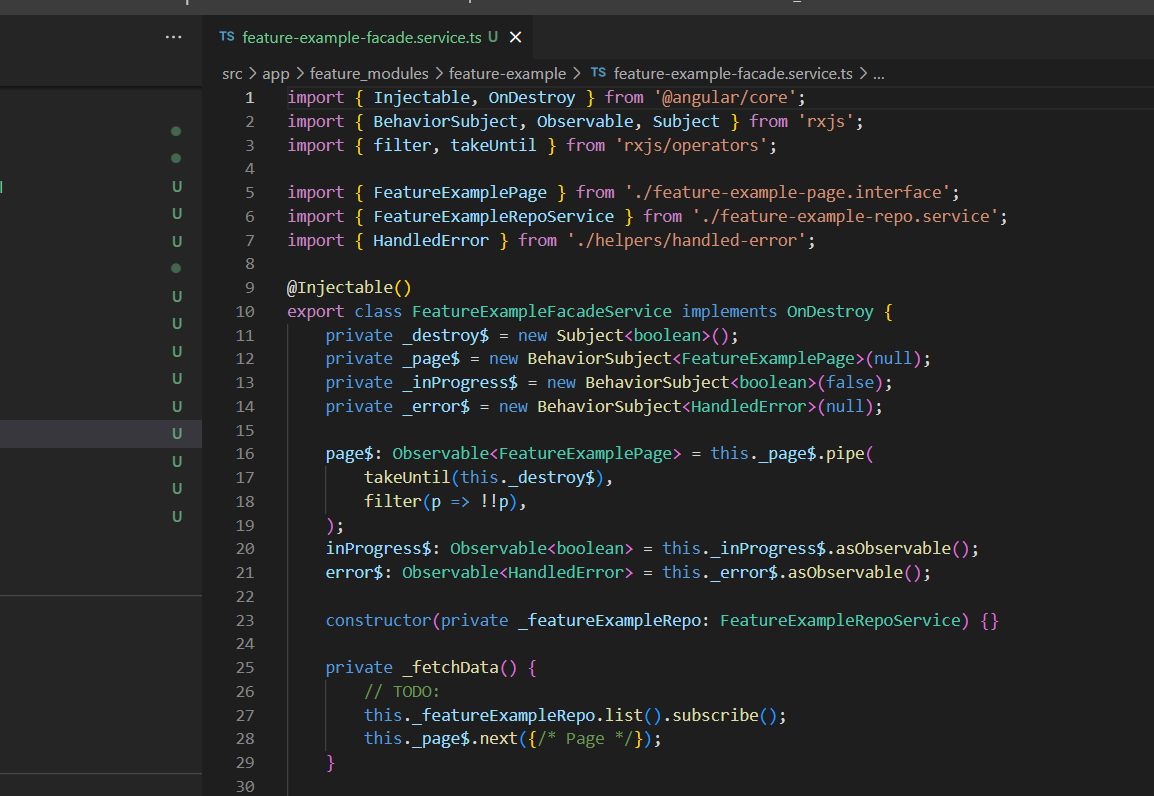 ...
TS feature-example-facade.service.ts U
src > app > feature_modules > feature-example > TS feature-example-facade.service.ts > ...
1 import { Injectable, OnDestroy } from '@angular/core';
2 import { BehaviorSubject, Observable, Subject } from 'rxjs';
3 import { filter, takeUntil } from 'rxjs/operators';
4
5 import { FeatureExamplePage } from './feature-example-page.interface';
6 import { FeatureExampleRepoService } from './feature-example-repo.service';
7 import { HandledError } from './helpers/handled-error';
8
9 @Injectable()
10 export class FeatureExampleFacadeService implements OnDestroy {
11 private _destroy$ = new Subject<boolean>();
12 private _page$ = new BehaviorSubject<FeatureExamplePage>(null);
13 private _inProgress$ = new BehaviorSubject<boolean>(false);
14 private _error$ = new BehaviorSubject<HandledError>(null);
15
16 page$: Observable<FeatureExamplePage> = this._page$.pipe(
17 takeUntil(this._destroy$),
18 filter(p => !!p),
19 );
20 inProgress$: Observable<boolean> = this._inProgress$.asObservable();
21 error$: Observable<HandledError> = this._error$.asObservable();
22
23 constructor(private _featureExampleRepo: FeatureExampleRepoService) {}
24
25 private _fetchData() {
26 // TODO:
27 this._featureExampleRepo.list().subscribe();
28 this._page$.next({/* Page */});
29 }
30
U
U
U
U
U
U
U
U
U
U
U
U